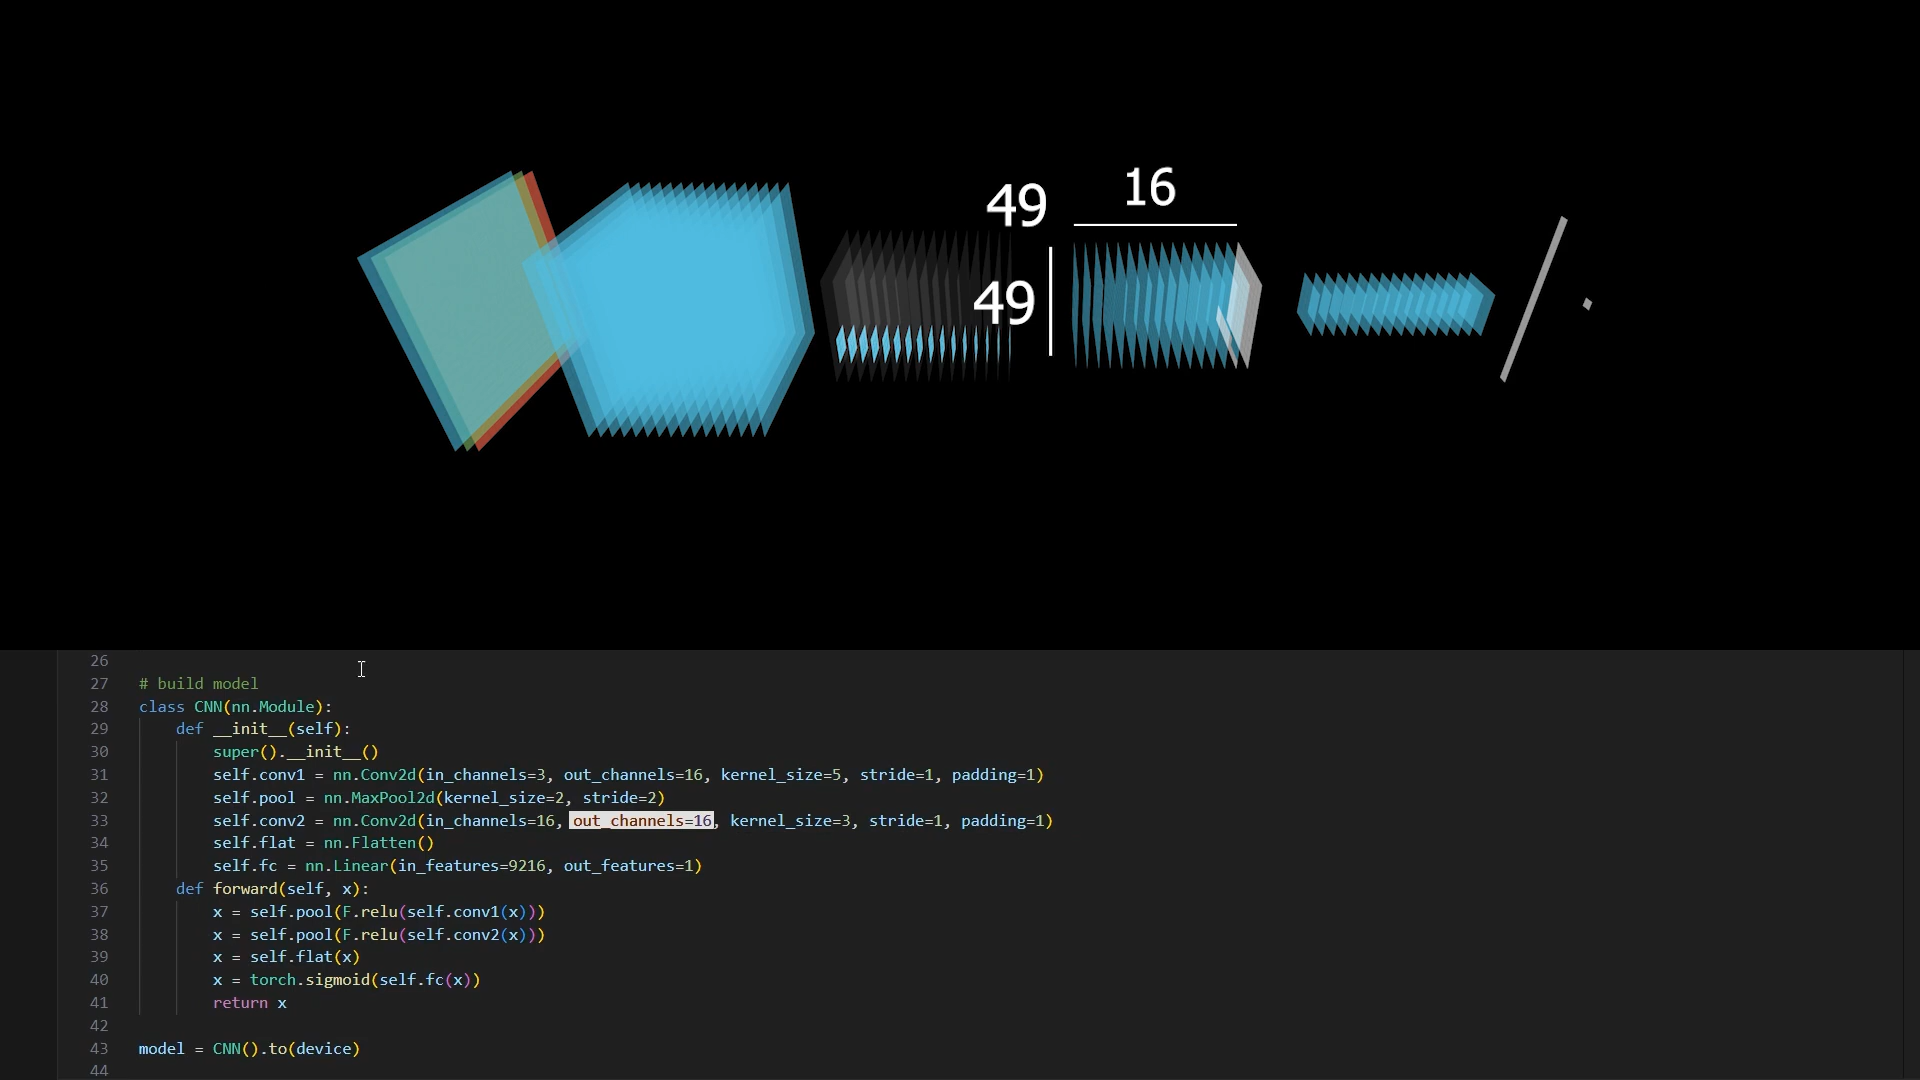 16
49
49
26
27 # build model
28 class CNN(nn.Module):
29 def __init__(self):
30 super().__init__()
31 self.conv1 = nn.Conv2d(in_channels=3, out_channels=16, kernel_size=5, stride=1, padding=1)
32 self.pool = nn.MaxPool2d(kernel_size=2, stride=2)
33 self.conv2 = nn.Conv2d(in_channels=16, out_channels=16, kernel_size=3, stride=1, padding=1)
34 self.flat = nn.Flatten()
35 self.fc = nn.Linear(in_features=9216, out_features=1)
36 def forward(self, x):
37 x = self.pool(F.relu(self.conv1(x)))
38 x = self.pool(F.relu(self.conv2(x)))
39 x = self.flat(x)
40 x = torch.sigmoid(self.fc(x))
41 return x
42
43 model = CNN().to(device)
44